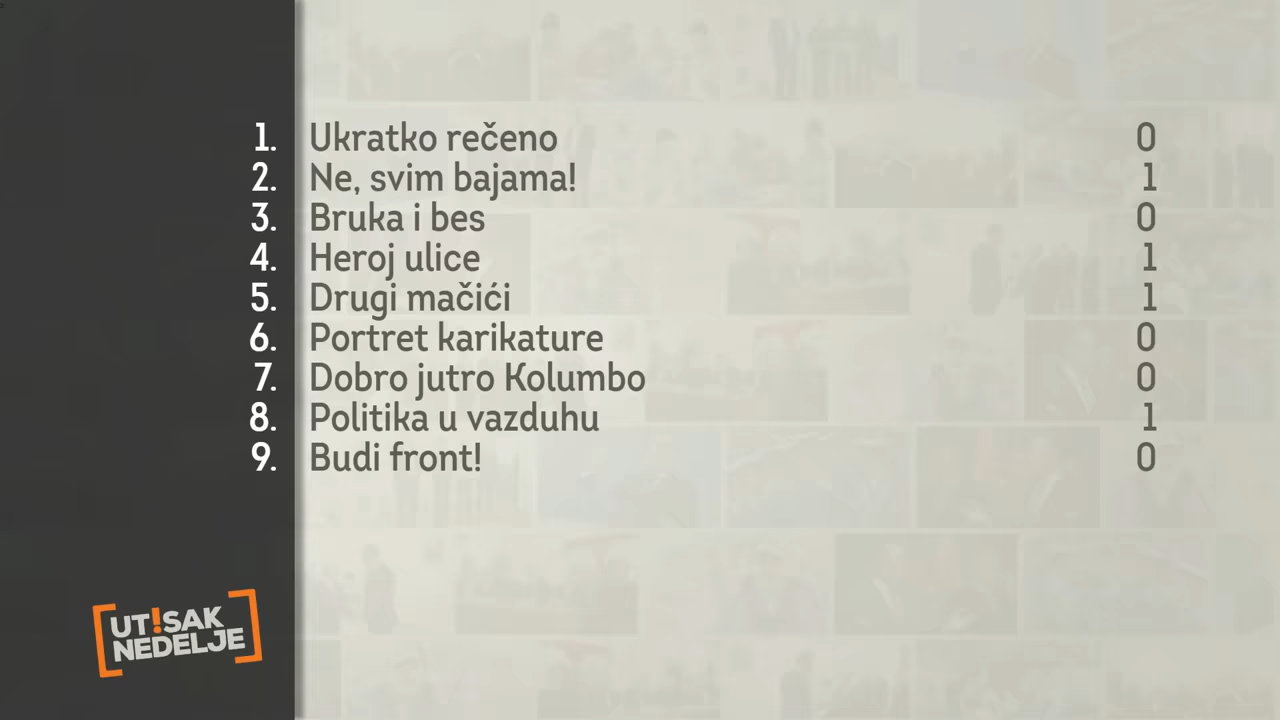 1. Ukratko rečeno 0
2. Ne, svim bajama! 1
3. Bruka i bes 0
4. Heroj ulice 1
5. Drugi mačići 1
6. Portret karikature 0
7. Dobro jutro Kolumbo 0
8. Politika u vazduhu 1
9. Budi front! 0
UT!SAK
NEDELJE